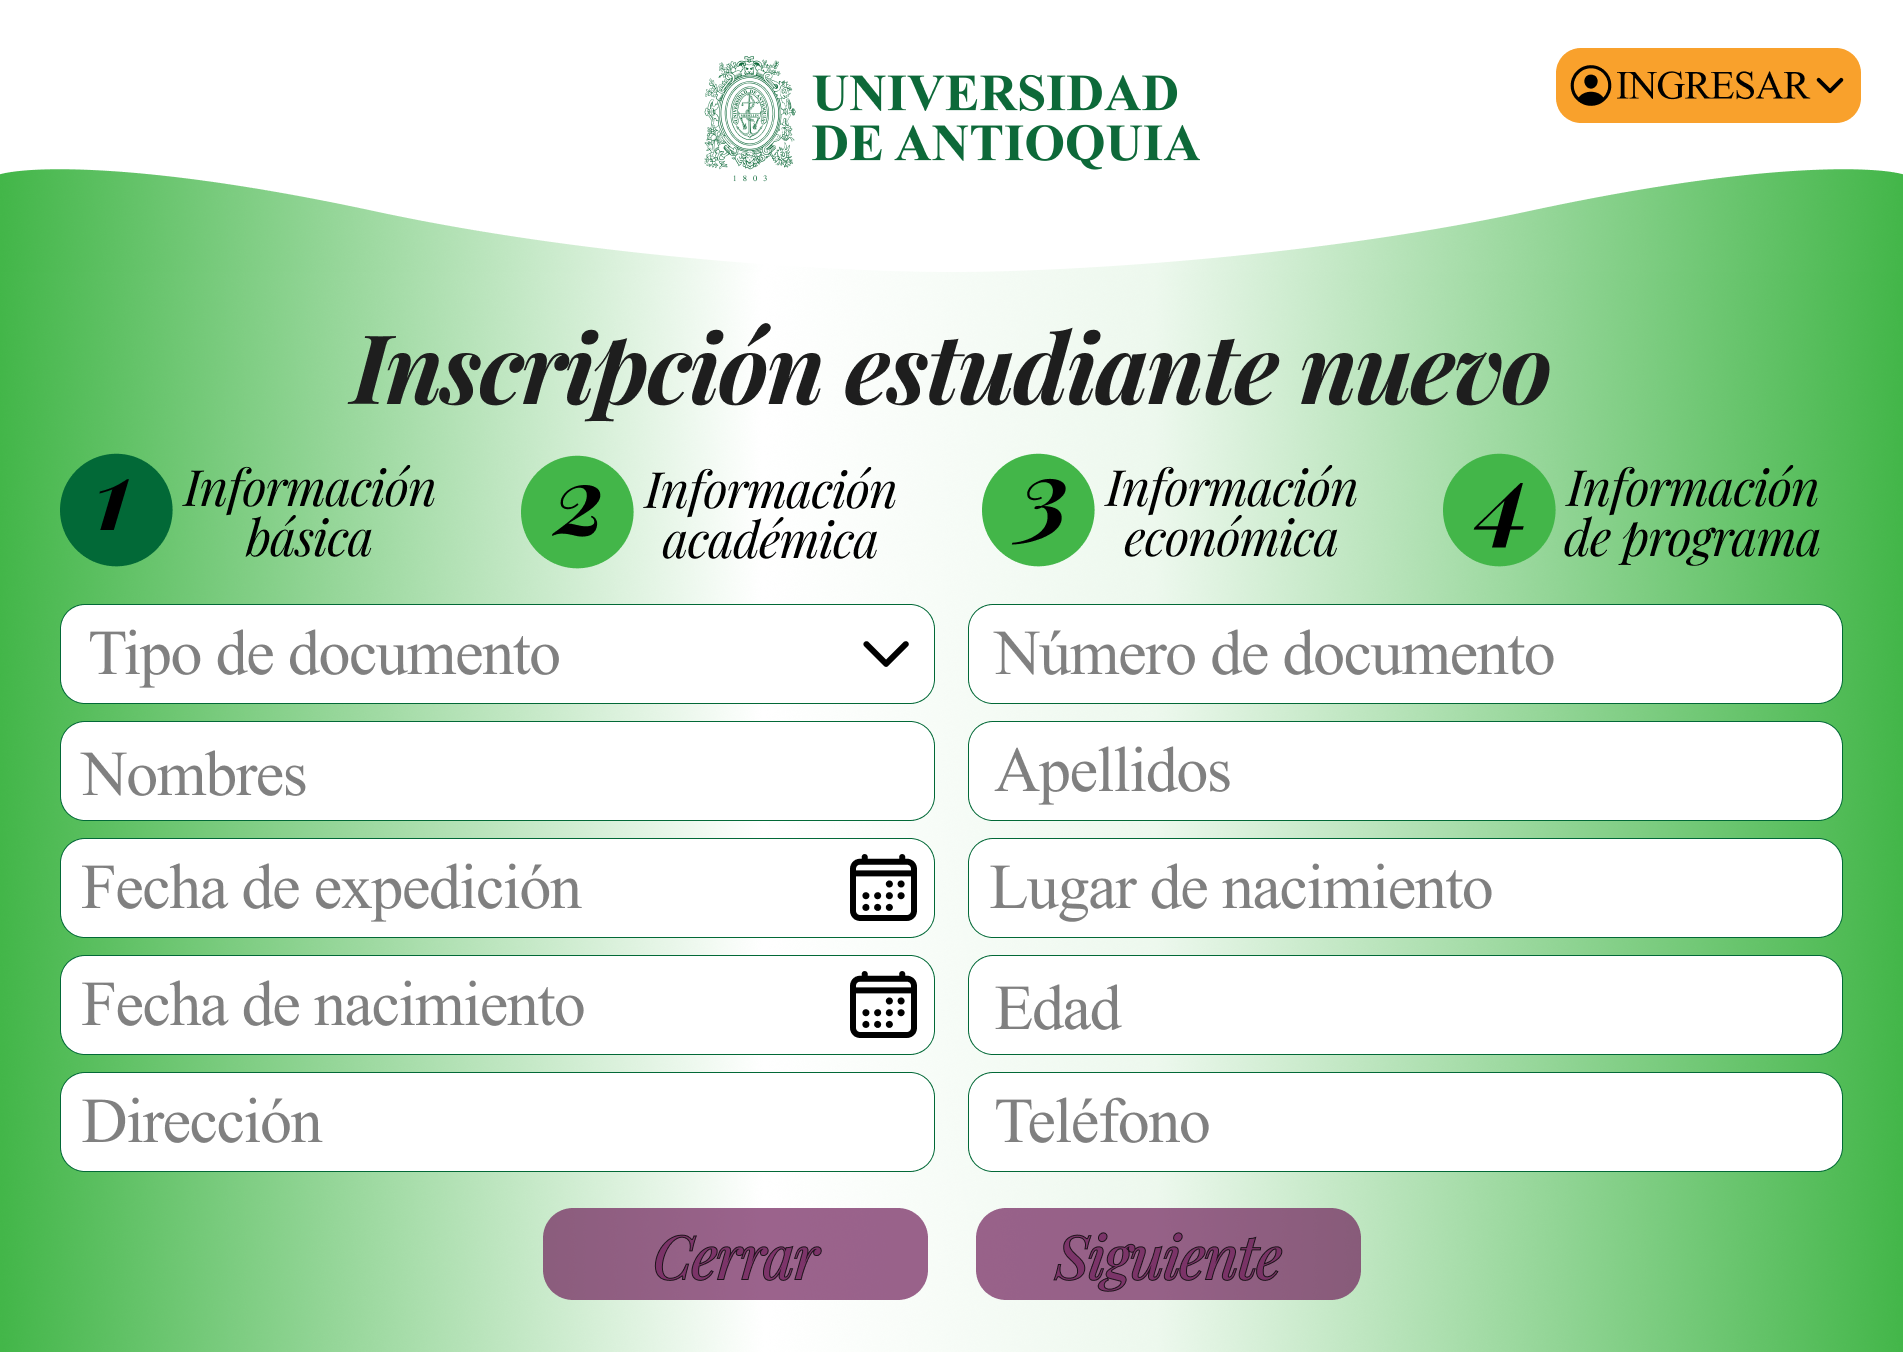 UNIVERSIDAD
DE ANTIOQUIA
1803
INGRESAR
Inscripción estudiante nuevo
1
Información
básica
2
Información
académica
3
Información
económica
4
Información
de programa
Tipo de documento
Número de documento
Nombres
Apellidos
Fecha de expedición
Lugar de nacimiento
Fecha de nacimiento
Edad
Dirección
Teléfono
Cerrar
Siguiente